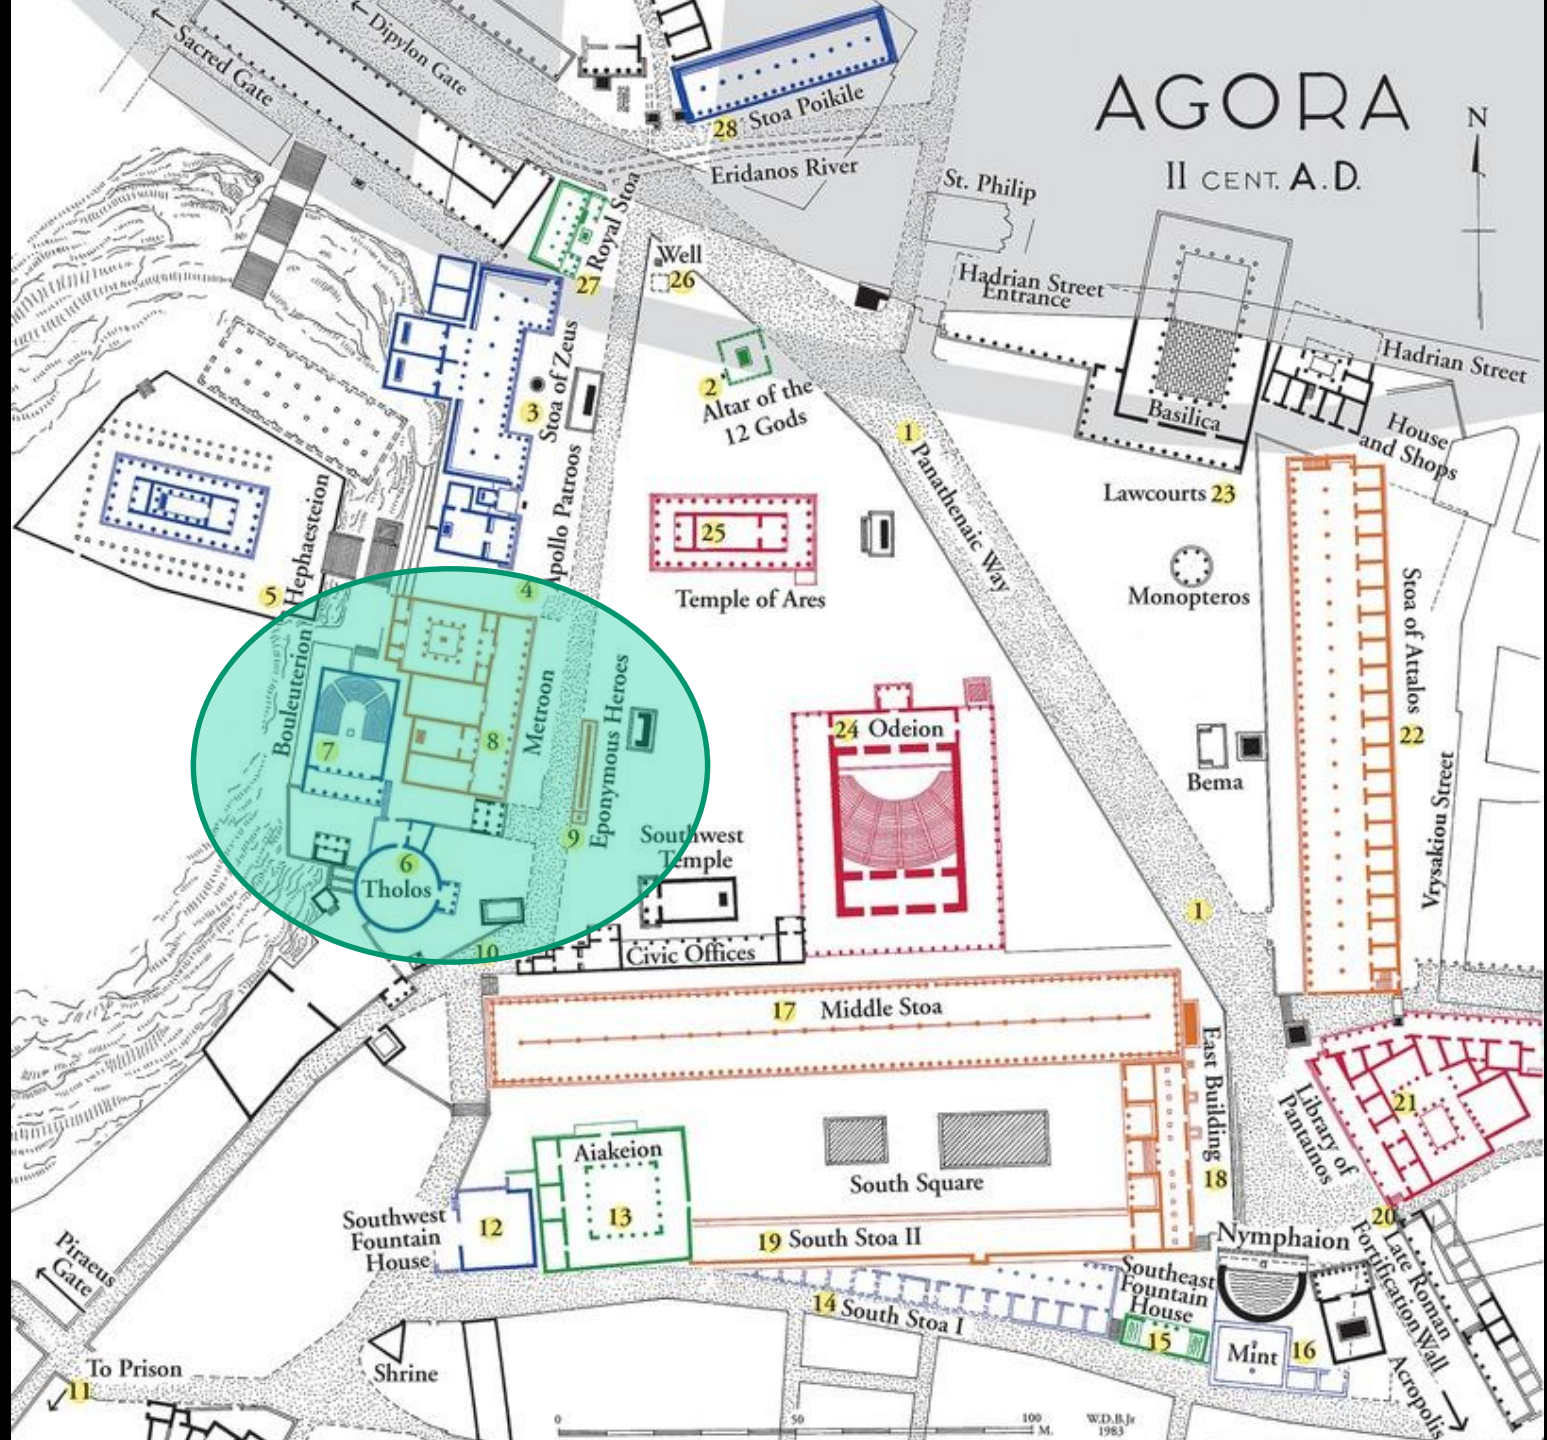 Dipylon Gate
Sacred Gate
28
Stoa Poikile
Eridanos River
AGORA
II CENT. A.D.
N
St. Philip
Royal Stoa
27
Well
26
Hadrian Street
Entrance
Hadrian Street
2
Altar of the
12 Gods
3
Stoa of Zeus
Basilica
House
and Shops
1
Panathenaic Way
Lawcourts 23
5
Hephaesteion
4
Apollo Patroos
25
Temple of Ares
Monopteros
Stoa of Attalos
22
Bouleuterion
7
8
Metroon
9
Eponymous Heroes
24 Odeion
Bema
Vrysakiou Street
Southwest
Temple
6
Tholos
1
10
Civic Offices
17
Middle Stoa
East Building
18
Library of
Pantainos
21
Aiakeion
13
South Square
Southwest
Fountain
House
12
19 South Stoa II
Nymphaion
20
Late Roman
Fortification Wall
Piraeus
Gate
14 South Stoa I
Southeast
Fountain
House
15
Mint
16
To Prison
11
Shrine
Acropolis
0
50
100
M.
W.D.B.Jr
1983